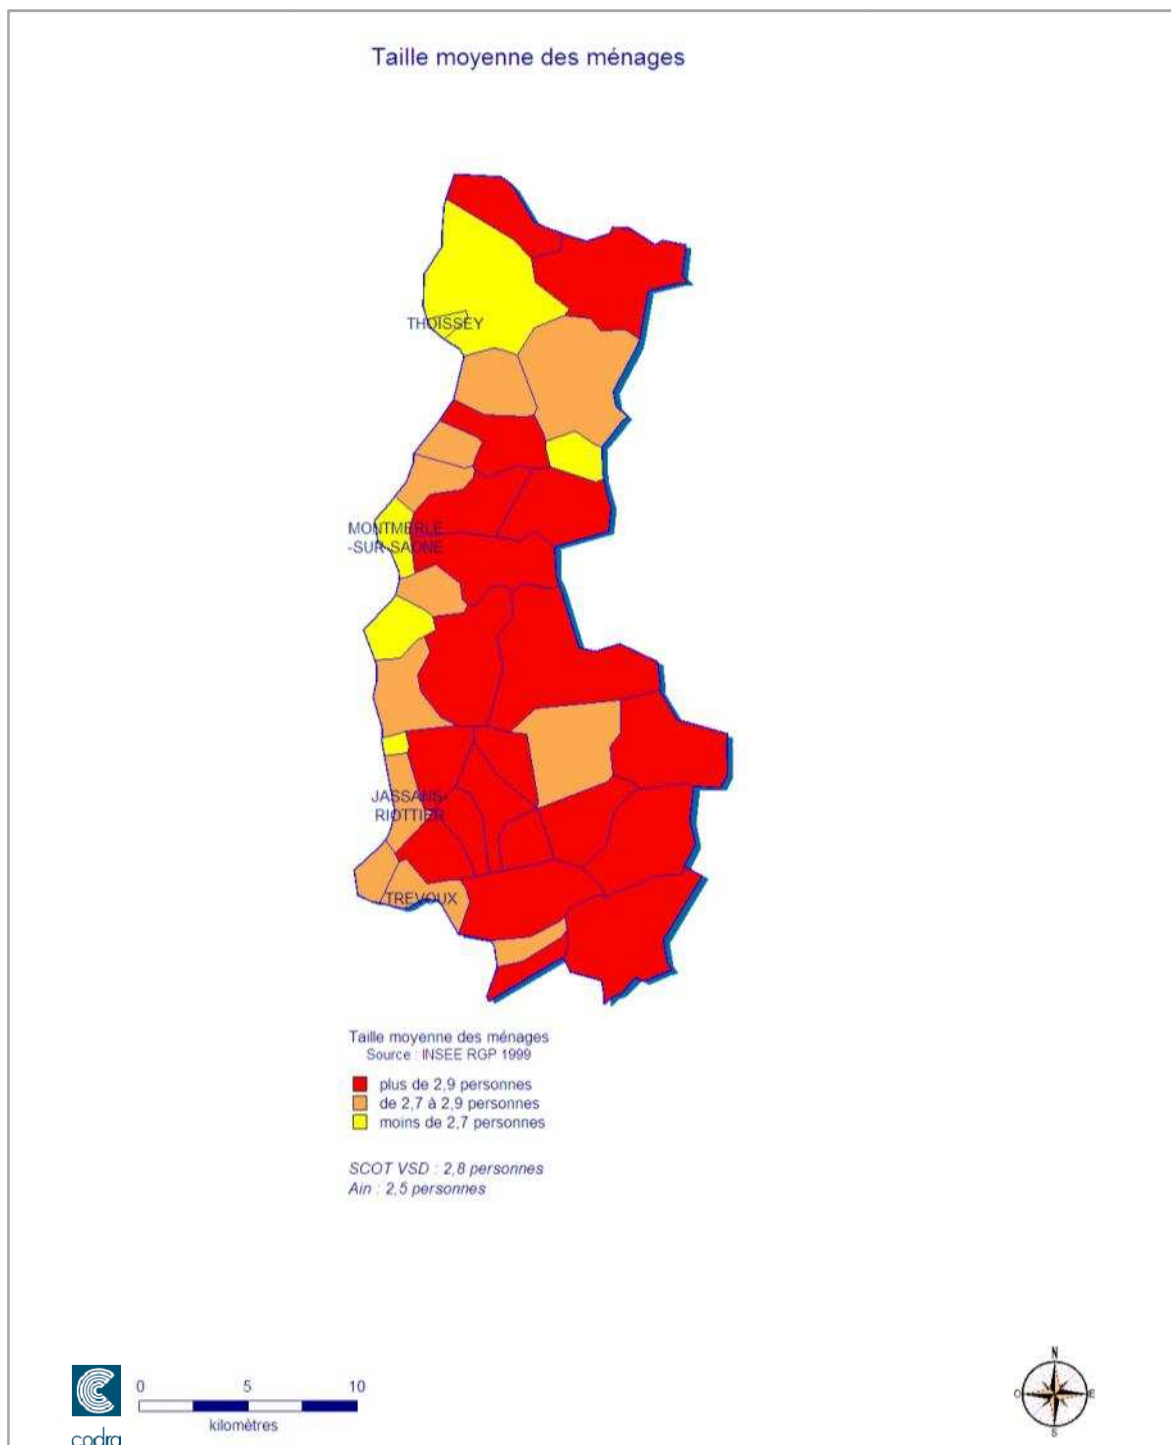 Taille moyenne des ménages
THOISSEY
MONTMERLE
-SUR-SAONE
JASSANS-
RIOTTIER
TREVOUX
Taille moyenne des ménages
Source : INSEE RGP 1999
plus de 2,9 personnes
de 2,7 à 2,9 personnes
moins de 2,7 personnes
SCOT VSD : 2,8 personnes
Ain : 2,5 personnes
0 5 10
kilomètres
codra
N
O E
S